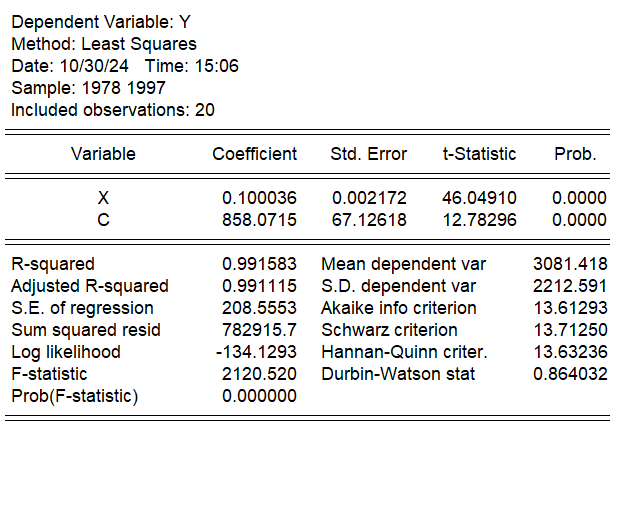 Dependent Variable: Y
Method: Least Squares
Date: 10/30/24 Time: 15:06
Sample: 1978 1997
Included observations: 20
Variable Coefficient Std. Error t-Statistic Prob.
X 0.100036 0.002172 46.04910 0.0000
C 858.0715 67.12618 12.78296 0.0000
R-squared 0.991583 Mean dependent var 3081.418
Adjusted R-squared 0.991115 S.D. dependent var 2212.591
S.E. of regression 208.5553 Akaike info criterion 13.61293
Sum squared resid 782915.7 Schwarz criterion 13.71250
Log likelihood -134.1293 Hannan-Quinn criter. 13.63236
F-statistic 2120.520 Durbin-Watson stat 0.864032
Prob(F-statistic) 0.000000